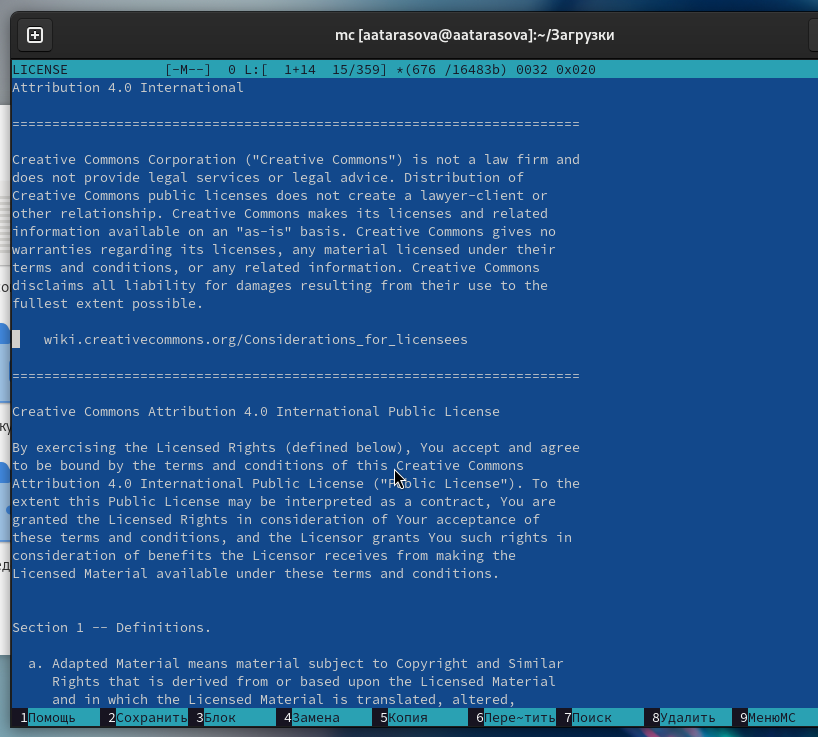 mc [aatarasova@aatarasova]:~/Загрузки
LICENSE            [-M--]  0 L:[  1+14  15/359] *(676 /16483b) 0032 0x020
Attribution 4.0 International
=======================================================================
Creative Commons Corporation ("Creative Commons") is not a law firm and
does not provide legal services or legal advice. Distribution of
Creative Commons public licenses does not create a lawyer-client or
other relationship. Creative Commons makes its licenses and related
information available on an "as-is" basis. Creative Commons gives no
warranties regarding its licenses, any material licensed under their
terms and conditions, or any related information. Creative Commons
disclaims all liability for damages resulting from their use to the
fullest extent possible.
wiki.creativecommons.org/Considerations_for_licensees
=======================================================================
Creative Commons Attribution 4.0 International Public License
By exercising the Licensed Rights (defined below), You accept and agree
to be bound by the terms and conditions of this Creative Commons
Attribution 4.0 International Public License ("Public License"). To the
extent this Public License may be interpreted as a contract, You are
granted the Licensed Rights in consideration of Your acceptance of
these terms and conditions, and the Licensor grants You such rights in
consideration of benefits the Licensor receives from making the
Licensed Material available under these terms and conditions.
Section 1 -- Definitions.
a. Adapted Material means material subject to Copyright and Similar
Rights that is derived from or based upon the Licensed Material
and in which the Licensed Material is translated, altered,
1Помощь 2Сохранить 3Блок 4Замена 5Копия 6Пере~тить 7Поиск 8Удалить 9МенюMC